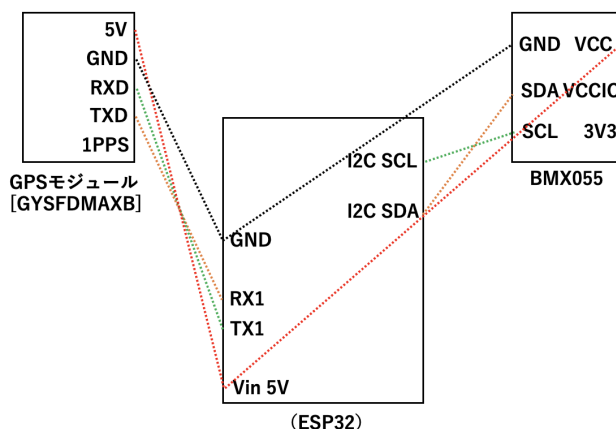 5V
GND
RXD
TXD
1PPS
GPSモジュール
[GYSFDMAXB]
GND
RX1
TX1
Vin 5V
I2C SCL
I2C SDA
(ESP32)
GND VCC
SDA VCCIO
SCL 3V3
BMX055